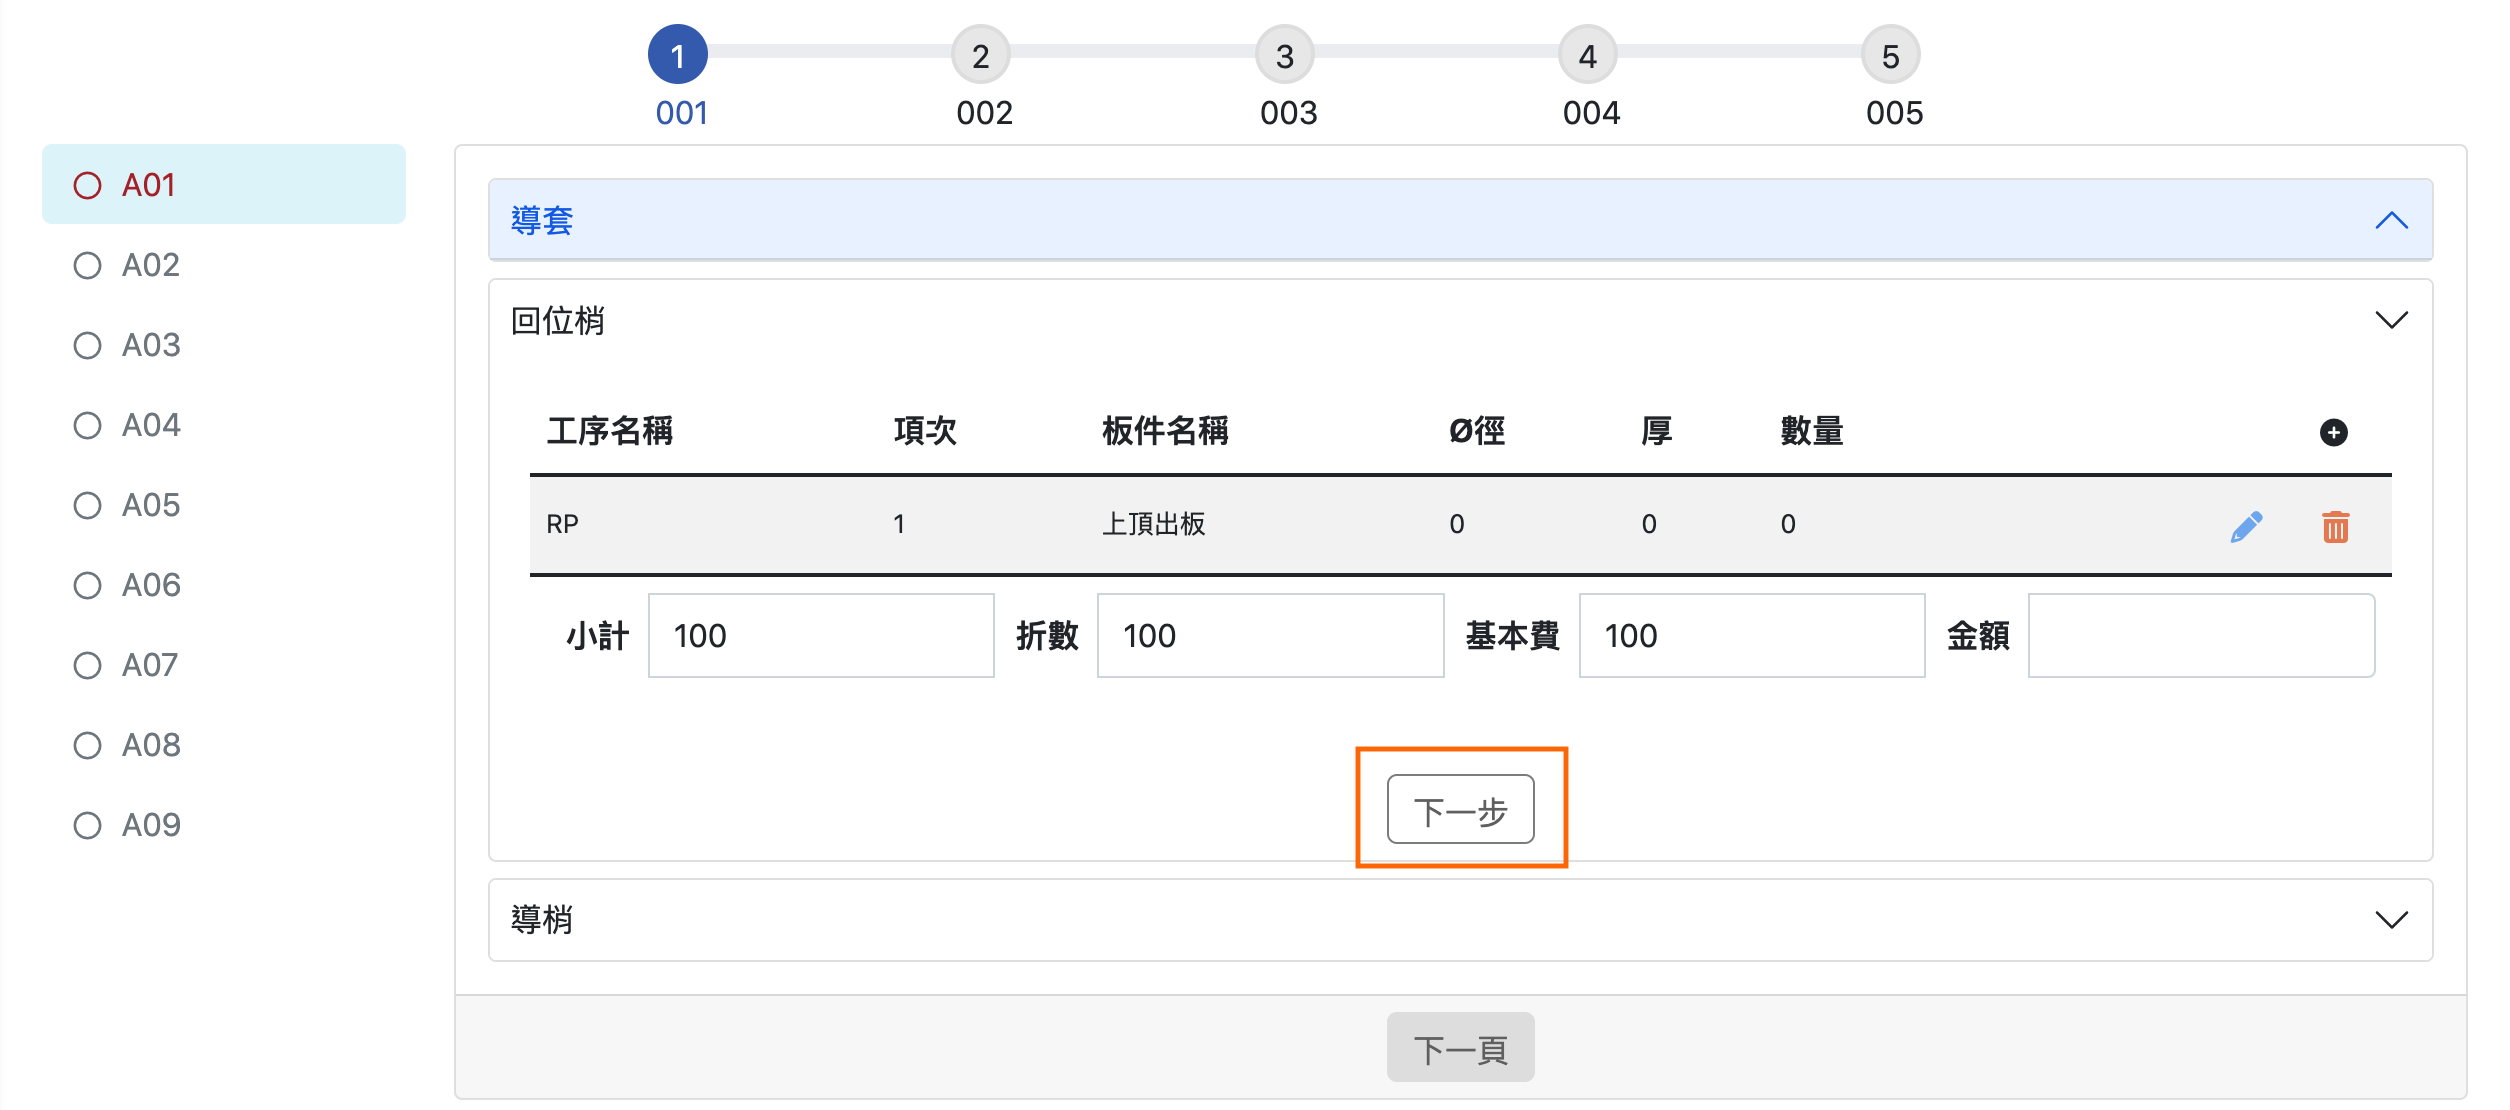 1 2 3 4 5
001 002 003 004 005
A01
A02
A03
A04
A05
A06
A07
A08
A09
導套
回位梢
工序名稱 項次 板件名稱 Ø徑 厚 數量
RP 1 上頂出板 0 0 0
小計 100 折數 100 基本費 100 金額
下一步
導梢
下一頁